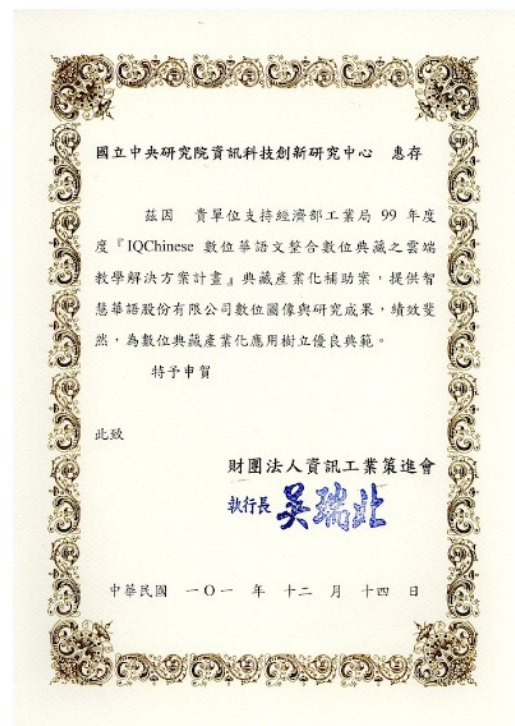 國立中央研究院資訊科技創新研究中心 惠存
茲因 貴單位支持經濟部工業局 99 年度
度『IQChinese 數位華語文整合數位典藏之雲端
教學解決方案計畫』典藏產業化補助案，提供智
慧華語股份有限公司數位圖像與研究成果，績效斐
然，為數位典藏產業化應用樹立優良典範。
特予申賀
此致
財團法人資訊工業策進會
執行長 吳瑞北
中華民國 一〇一 年 十二 月 十四 日